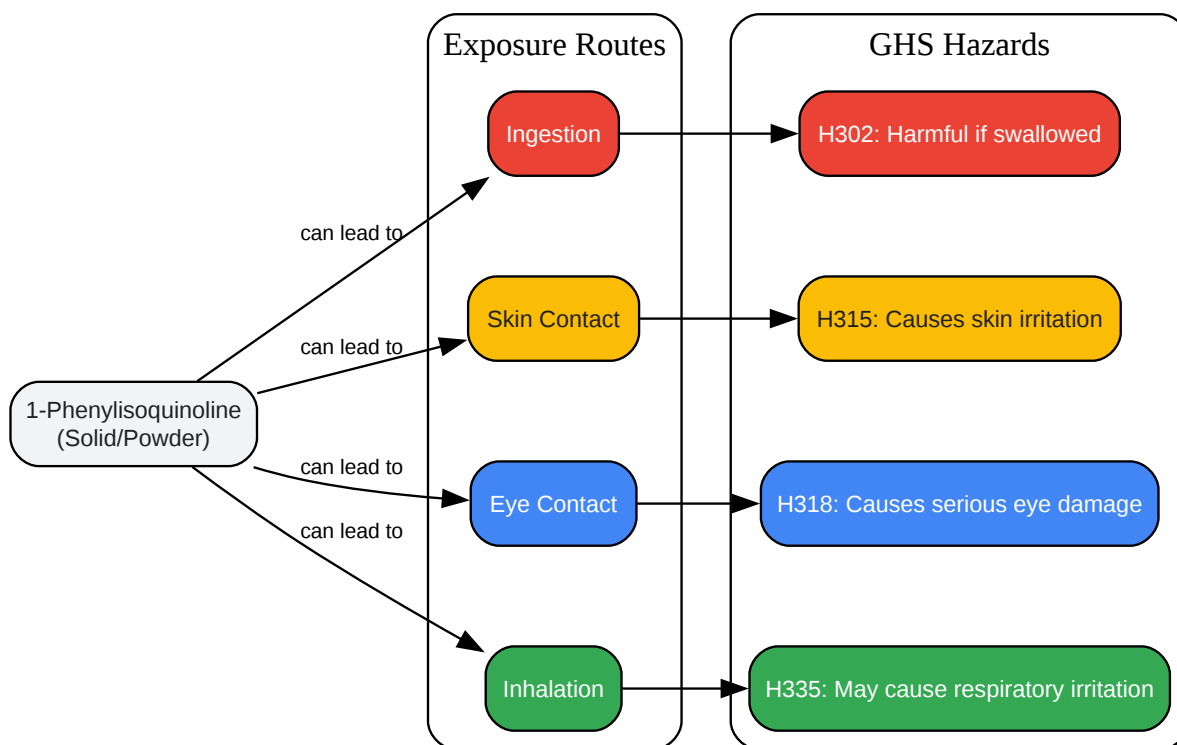 Exposure Routes
GHS Hazards
Ingestion
H302: Harmful if swallowed
can lead to
Skin Contact
H315: Causes skin irritation
can lead to
1-Phenylisoquinoline
(Solid/Powder)
can lead to
Eye Contact
H318: Causes serious eye damage
can lead to
Inhalation
H335: May cause respiratory irritation